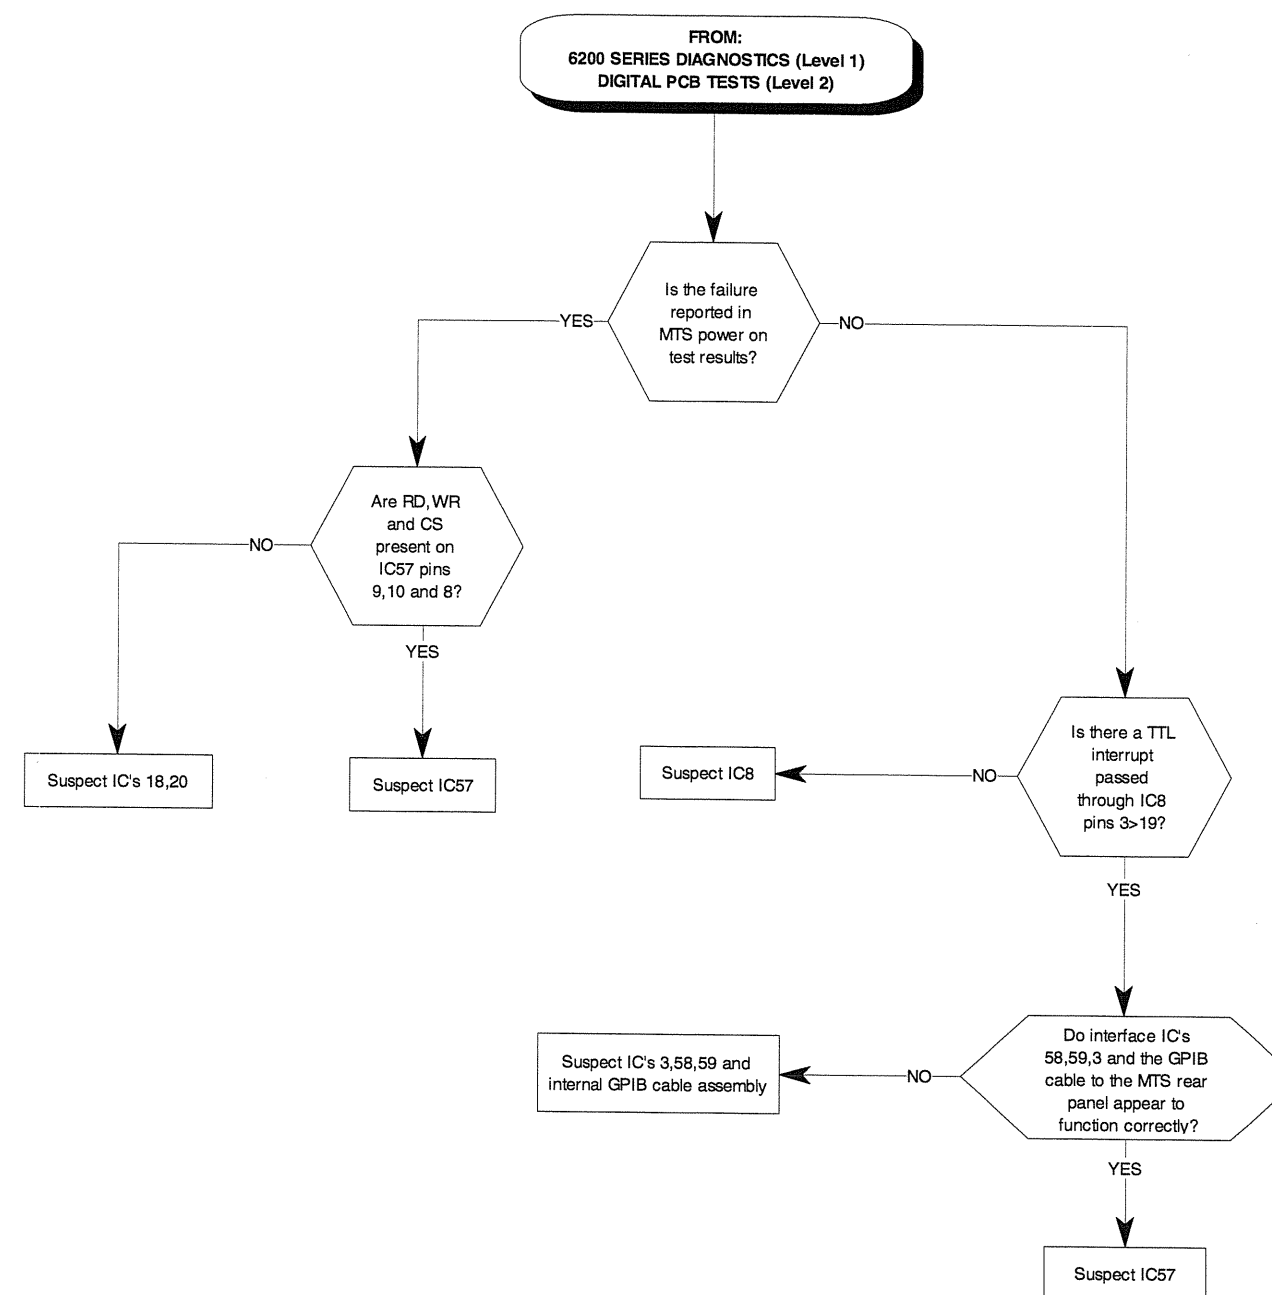 FROM:
6200 SERIES DIAGNOSTICS (Level 1)
DIGITAL PCB TESTS (Level 2)
Is the failure
reported in
MTS power on
test results?
YES
NO
Are RD,WR
and CS
present on
IC57 pins
9,10 and 8?
NO
YES
Suspect IC's 18,20
Suspect IC57
Is there a TTL
interrupt
passed
through IC8
pins 3>19?
NO
Suspect IC8
YES
Do interface IC's
58,59,3 and the GPIB
cable to the MTS rear
panel appear to
function correctly?
NO
Suspect IC's 3,58,59 and
internal GPIB cable assembly
YES
Suspect IC57